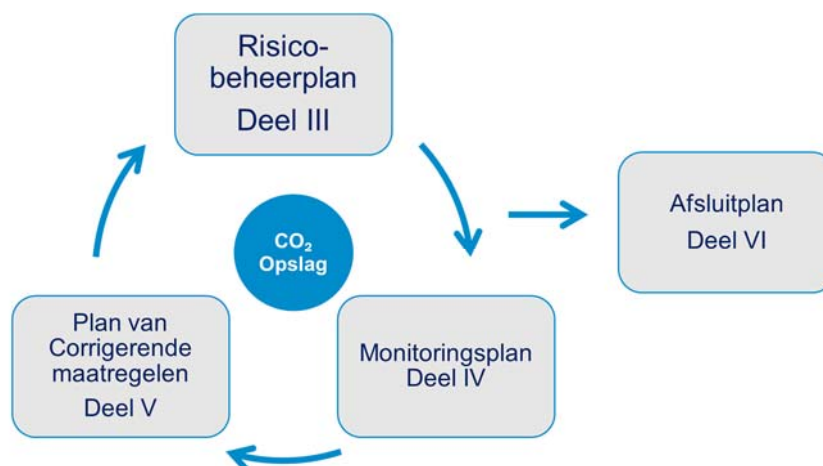 Risico-
beheerplan
Deel III
CO₂
Opslag
Afsluitplan
Deel VI
Plan van
Corrigerende
maatregelen
Deel V
Monitoringsplan
Deel IV